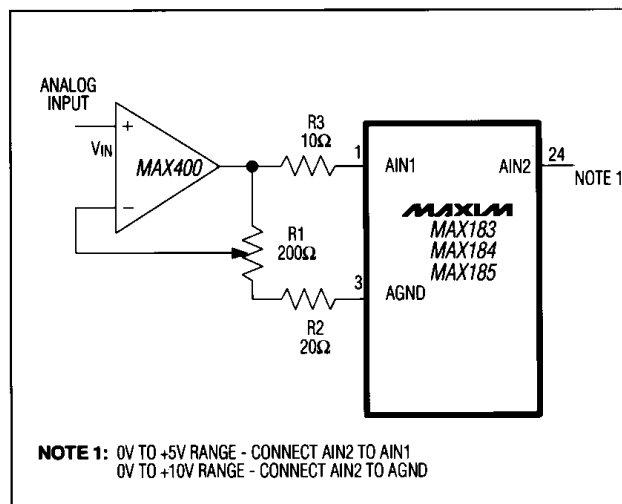 ANALOG
INPUT
+
VIN
−
MAX400
R3
10Ω
R1
200Ω
R2
20Ω
1
AIN1
AIN2
24
NOTE 1
MAXIM
MAX183
MAX184
MAX185
3
AGND
NOTE 1: 0V TO +5V RANGE - CONNECT AIN2 TO AIN1
0V TO +10V RANGE - CONNECT AIN2 TO AGND